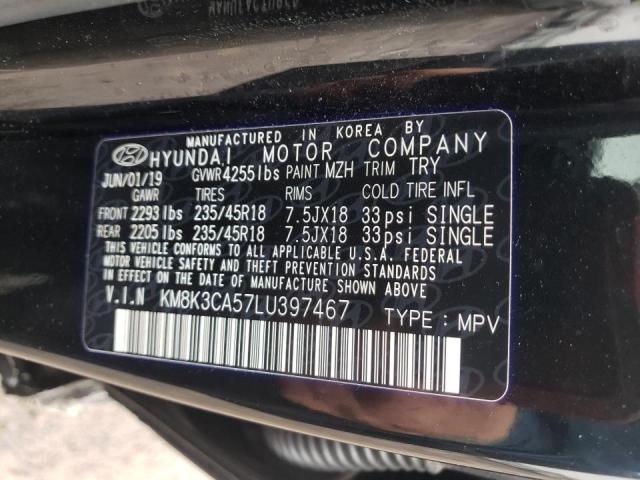 MANUFACTURED IN KOREA BY
HYUNDAI MOTOR COMPANY
JUN/01/19 GVWR 4255 lbs PAINT MZH TRIM TRY
GAWR TIRES RIMS COLD TIRE INFL
FRONT 2293 lbs 235/45R18 7.5JX18 33psi SINGLE
REAR 2205 lbs 235/45R18 7.5JX18 33psi SINGLE
THIS VEHICLE CONFORMS TO ALL APPLICABLE U.S.A. FEDERAL
MOTOR VEHICLE SAFETY AND THEFT PREVENTION STANDARDS
IN EFFECT ON THE DATE OF MANUFACTURE SHOWN ABOVE
V.I.N KM8K3CA57LU397467 TYPE : MPV